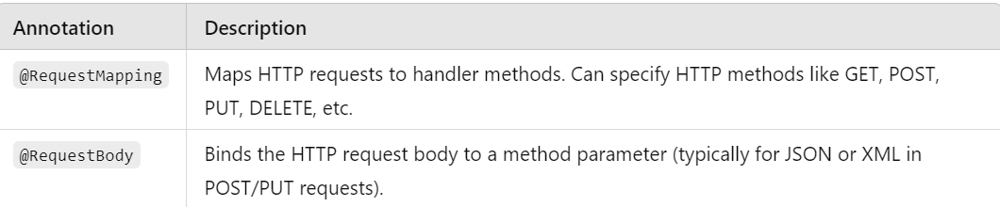 Annotation Description
@RequestMapping Maps HTTP requests to handler methods. Can specify HTTP methods like GET, POST,
PUT, DELETE, etc.
@RequestBody Binds the HTTP request body to a method parameter (typically for JSON or XML in
POST/PUT requests).